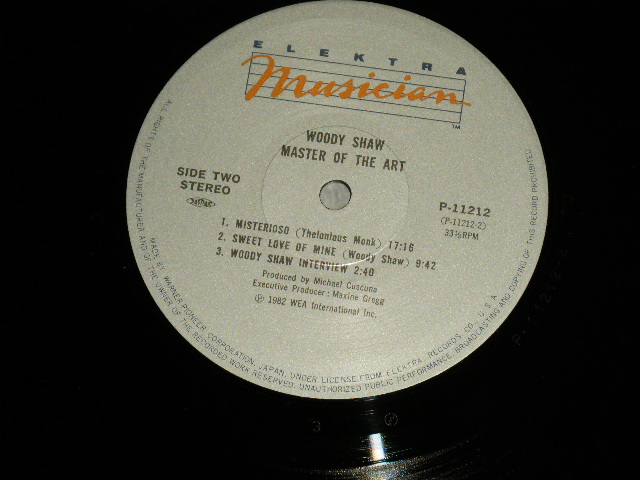 ELEKTRA
Musician
TM
WOODY SHAW
MASTER OF THE ART
SIDE TWO
STEREO
P-11212
(P-11212-2)
33⅓RPM
1. MISTERIOSO (Thelonious Monk) 17:16
2. SWEET LOVE OF MINE (Woody Shaw) 9:42
3. WOODY SHAW INTERVIEW 2:40
Produced by Michael Cuscuna
Executive Producer: Maxine Gregg
Ⓟ 1982 WEA International Inc.
MADE BY WARNER-PIONEER CORPORATION, JAPAN, UNDER LICENSE FROM ELEKTRA RECORDS CO., U.S.A.
ALL RIGHTS OF THE MANUFACTURER AND OF THE OWNER OF THE RECORDED WORK RESERVED. UNAUTHORIZED PUBLIC PERFORMANCE, BROADCASTING AND COPYING OF THIS RECORD PROHIBITED
3